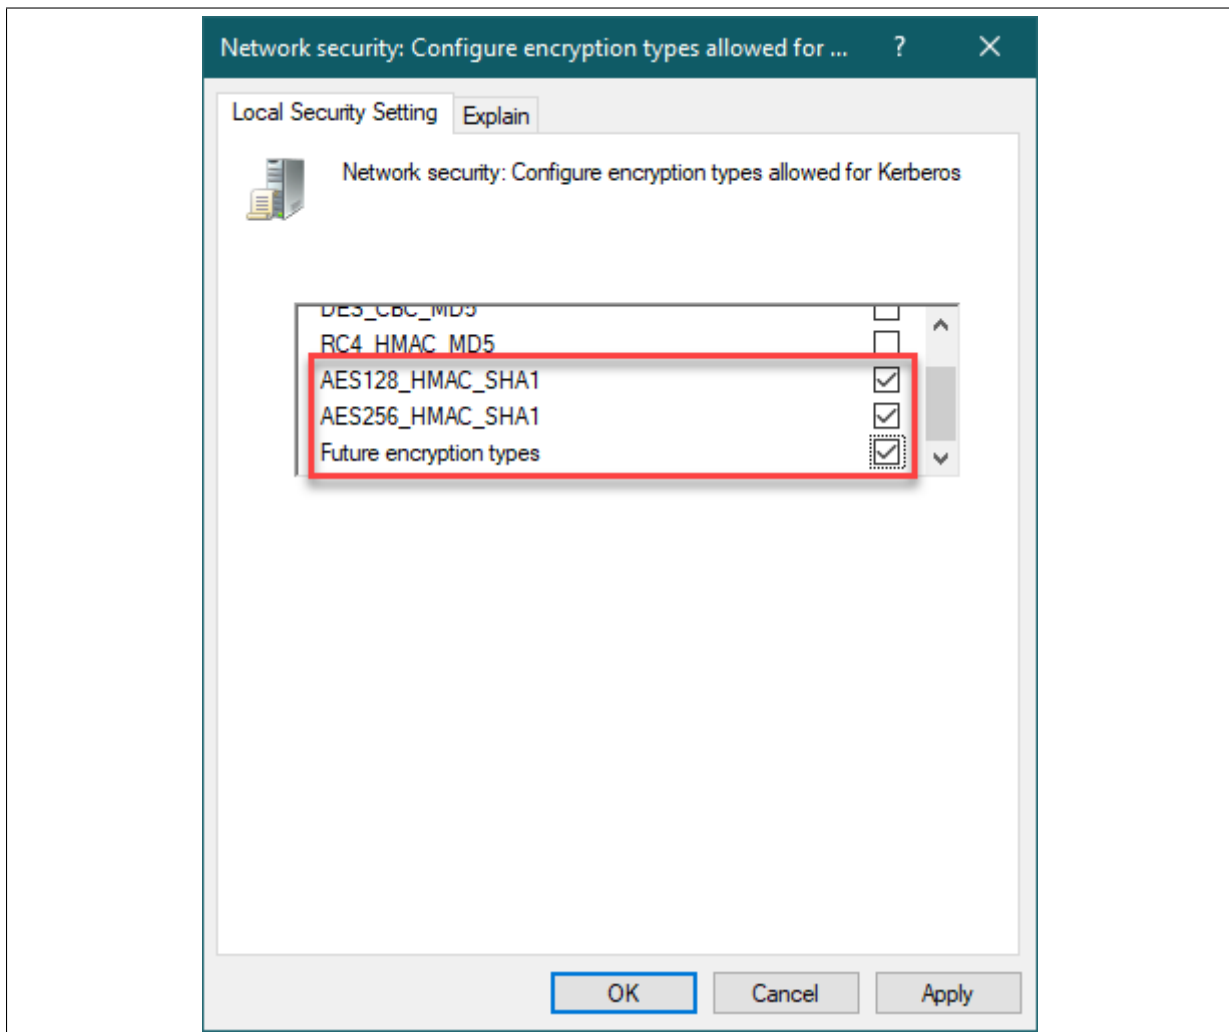 Network security: Configure encryption types allowed for ... ?
Local Security Setting Explain
Network security: Configure encryption types allowed for Kerberos
DES_CBC_MD5
RC4_HMAC_MD5
AES128_HMAC_SHA1
AES256_HMAC_SHA1
Future encryption types
OK Cancel Apply